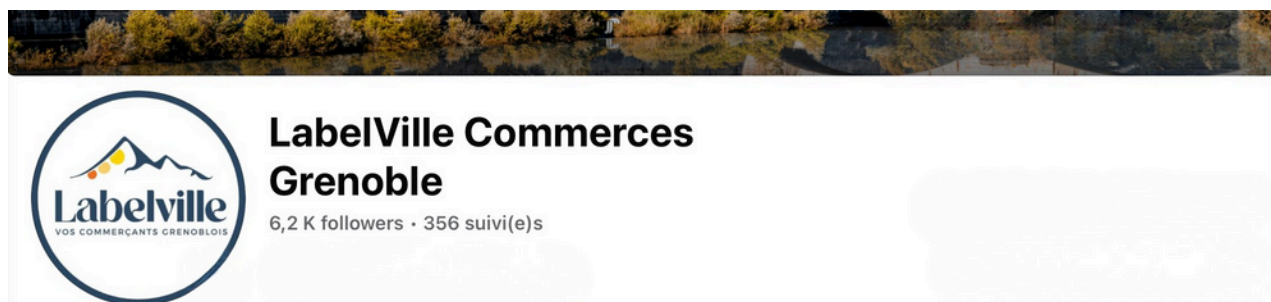 LabelVille Commerces
Grenoble
6,2 K followers · 356 suivi(e)s
Labelville
VOS COMMERÇANTS GRENOBLOIS